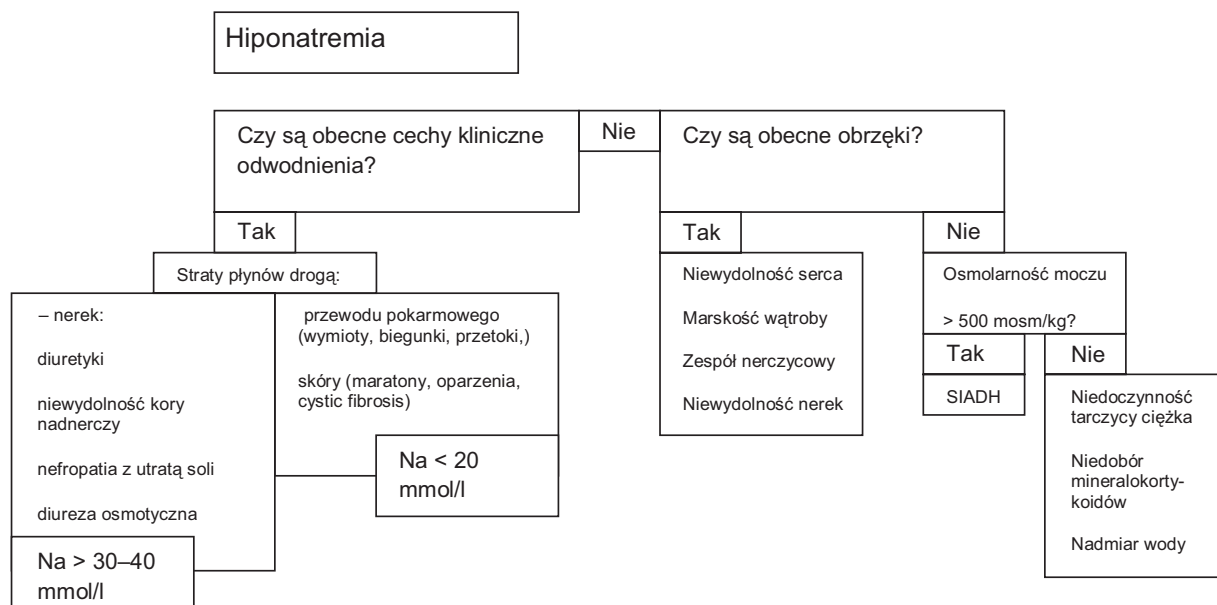 Hiponatremia
Czy są obecne cechy kliniczne
odwodnienia?
Nie
Czy są obecne obrzęki?
Tak
Straty płynów drogą:
– nerek:
diuretyki
niewydolność kory
nadnerczy
nefropatia z utratą soli
diureza osmotyczna
Na > 30–40
mmol/l
przewodu pokarmowego
(wymioty, biegunki, przetoki,)
skóry (maratony, oparzenia,
cystic fibrosis)
Na < 20
mmol/l
Tak
Niewydolność serca
Marskość wątroby
Zespół nerczycowy
Niewydolność nerek
Nie
Osmolarność moczu
> 500 mosm/kg?
Tak
SIADH
Nie
Niedoczynność
tarczycy ciężka
Niedobór
mineralokorty-
koidów
Nadmiar wody